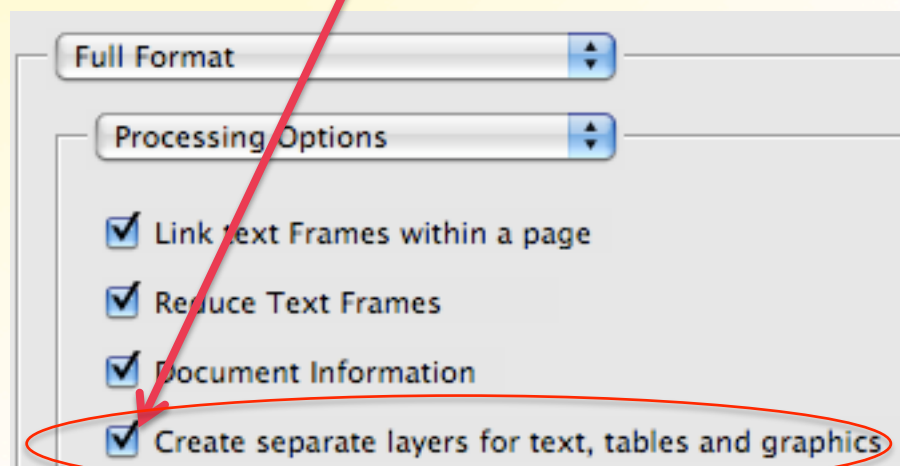 Full Format
Processing Options
Link text Frames within a page
Reduce Text Frames
Document Information
Create separate layers for text, tables and graphics